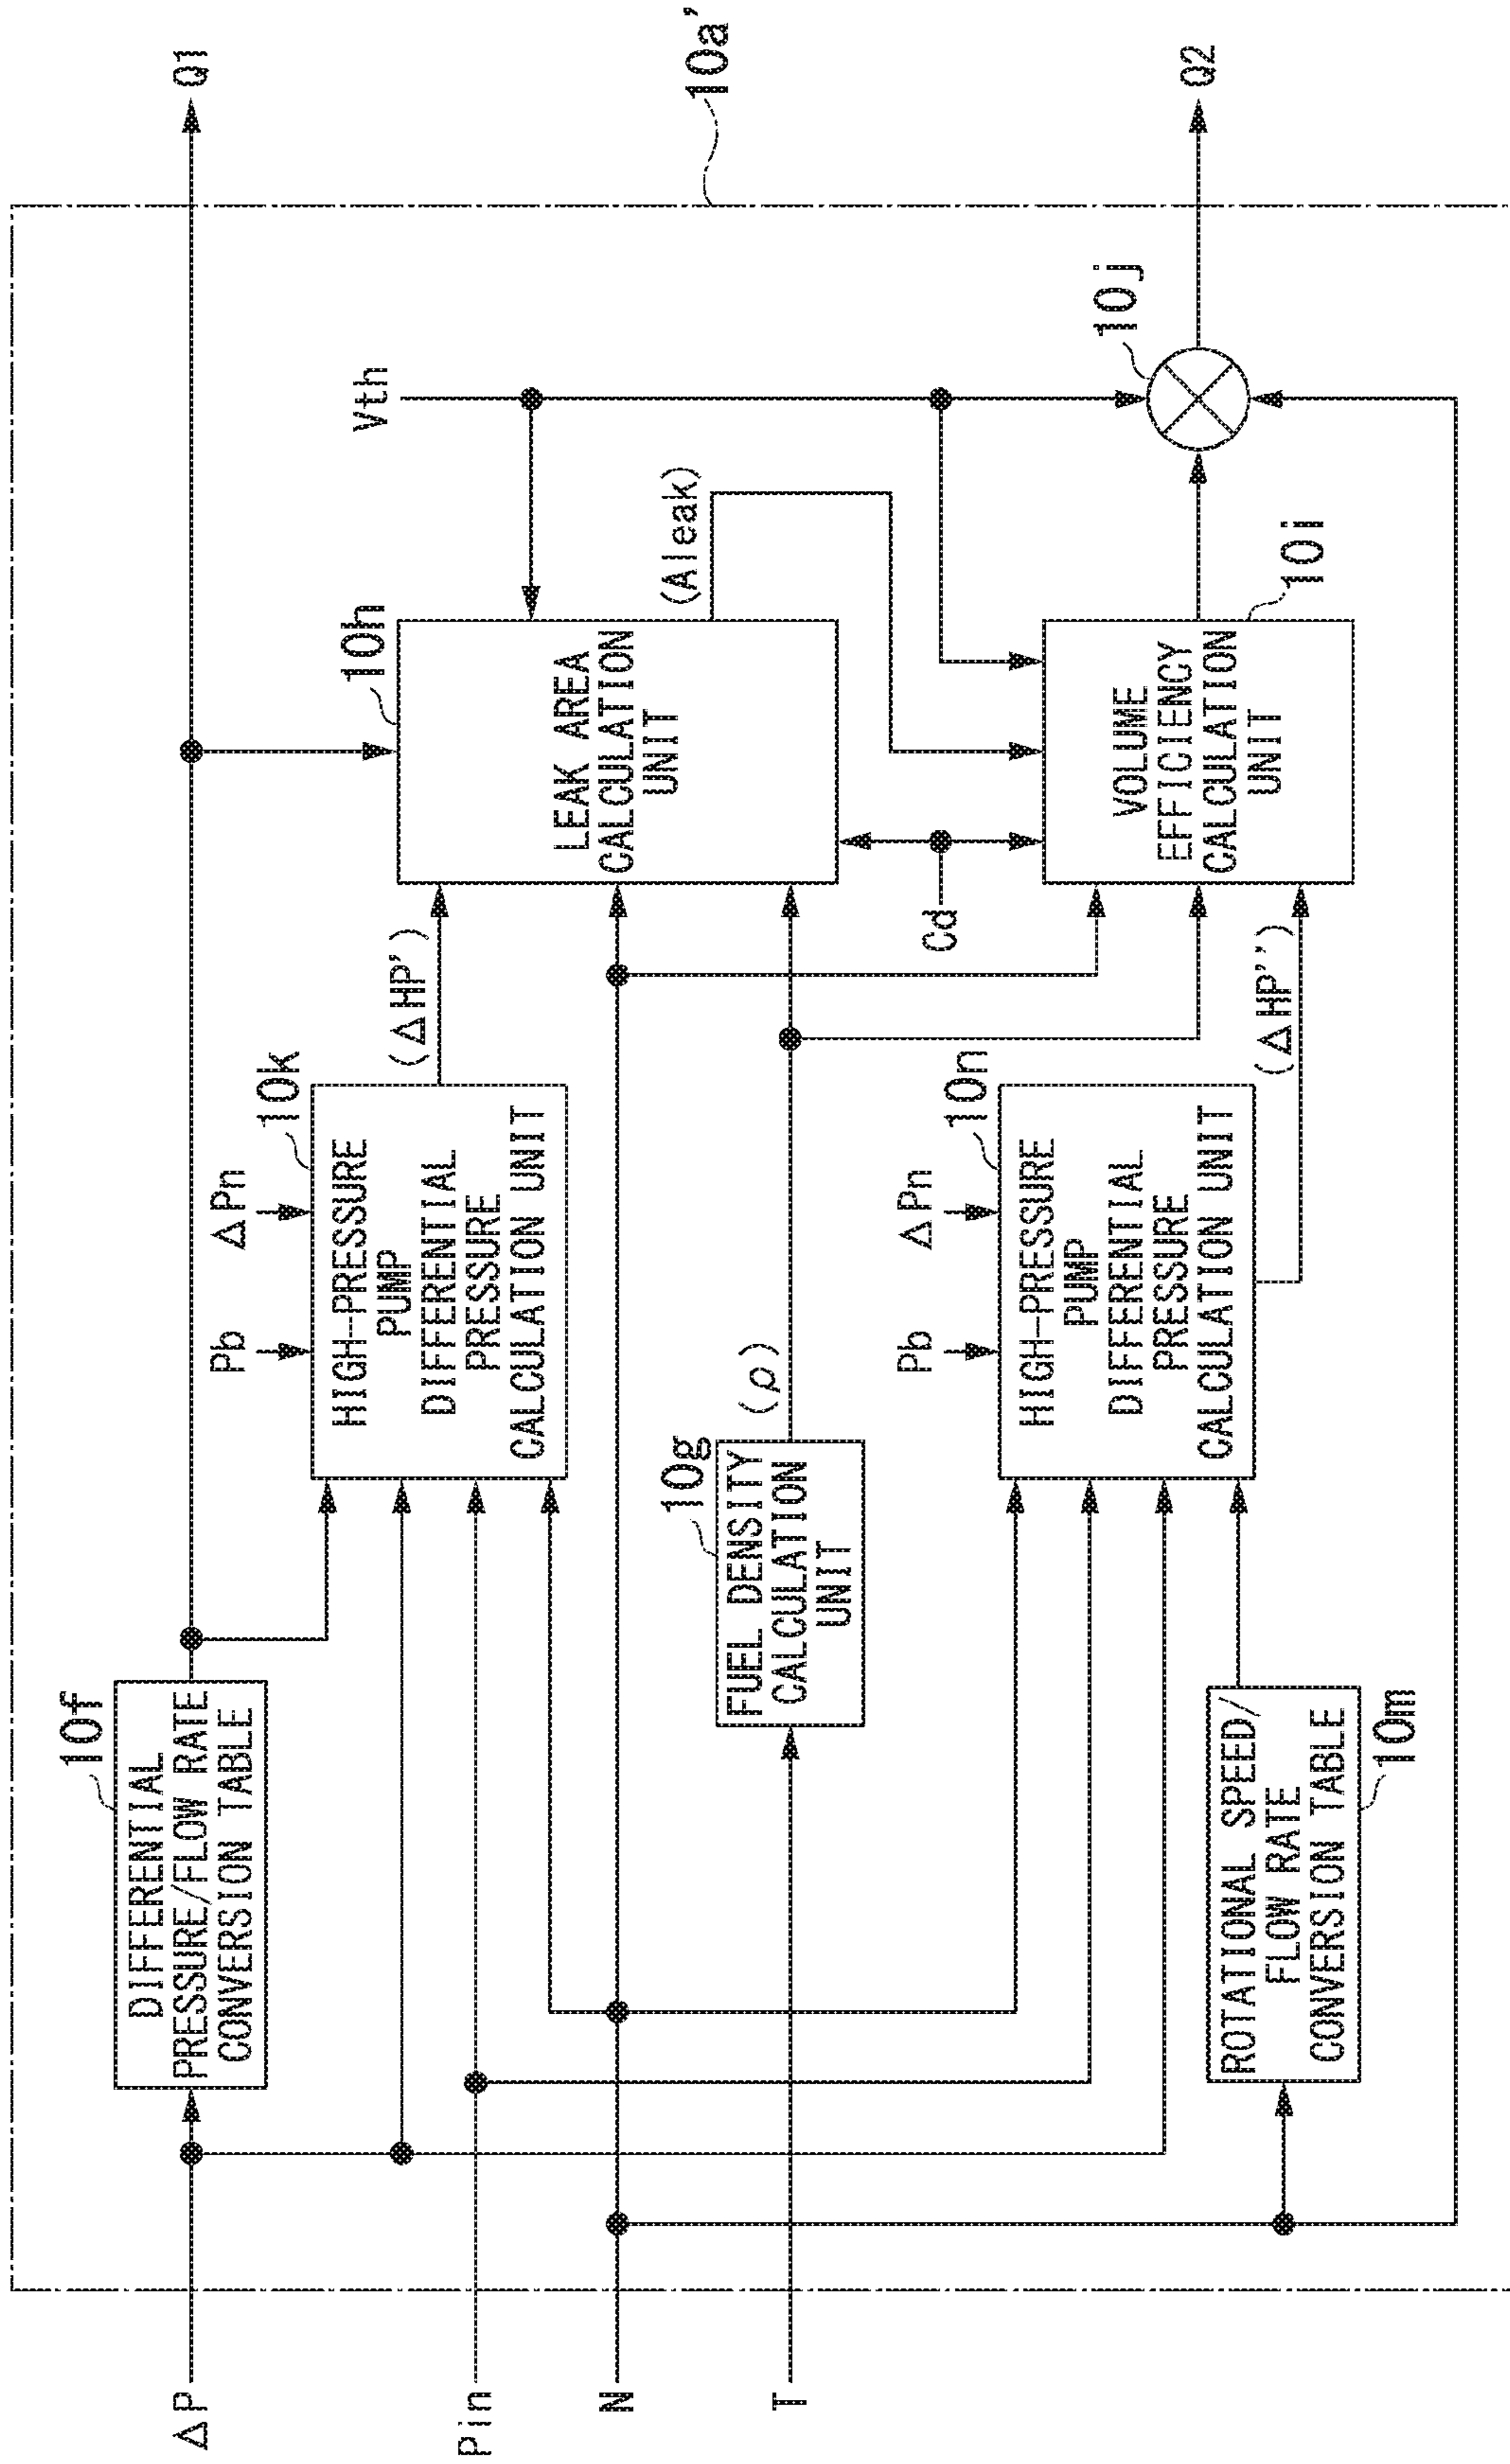 10a'
ΔP
Pin
N
T
Q1
Q2
10f
DIFFERENTIAL
PRESSURE/FLOW RATE
CONVERSION TABLE
Pb
ΔPn
10k
HIGH-PRESSURE
PUMP
DIFFERENTIAL
PRESSURE
CALCULATION UNIT
(ΔHP')
10h
LEAK AREA
CALCULATION
UNIT
Vth
(Aleak)
10g
FUEL DENSITY
CALCULATION
UNIT
(ρ)
Cd
Pb
ΔPn
10n
HIGH-PRESSURE
PUMP
DIFFERENTIAL
PRESSURE
CALCULATION UNIT
(ΔHP'')
VOLUME
EFFICIENCY
CALCULATION
UNIT
10i
10j
ROTATIONAL SPEED/
FLOW RATE
CONVERSION TABLE
10m